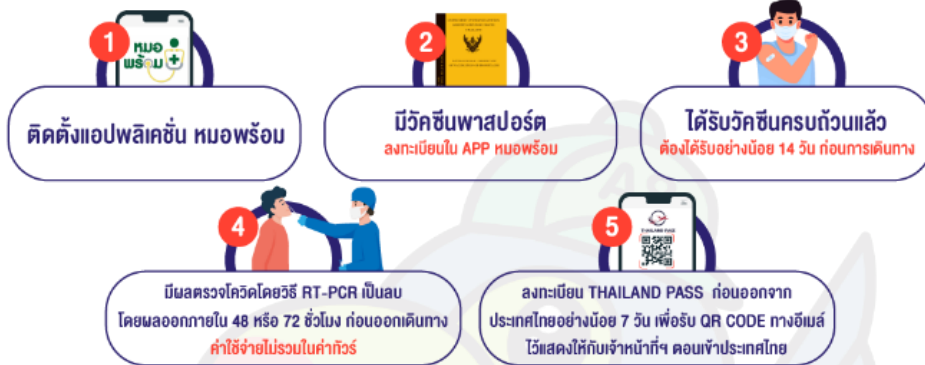 1
หมอ
พร้อม
ติดตั้งแอปพลิเคชั่น หมอพร้อม
2
มีวัคซีนพาสปอร์ต
ลงทะเบียนใน APP หมอพร้อม
3
ได้รับวัคซีนครบถ้วนแล้ว
ต้องได้รับอย่างน้อย 14 วัน ก่อนการเดินทาง
4
มีผลตรวจโควิดโดยวิธี RT-PCR เป็นลบ
โดยผลออกภายใน 48 หรือ 72 ชั่วโมง ก่อนออกเดินทาง
ค่าใช้จ่ายไม่รวมในค่าทัวร์
5
THAILAND PASS
ลงทะเบียน THAILAND PASS ก่อนออกจาก
ประเทศไทยอย่างน้อย 7 วัน เพื่อรับ QR CODE ทางอีเมล์
ไว้แสดงให้กับเจ้าหน้าที่ฯ ตอนเข้าประเทศไทย